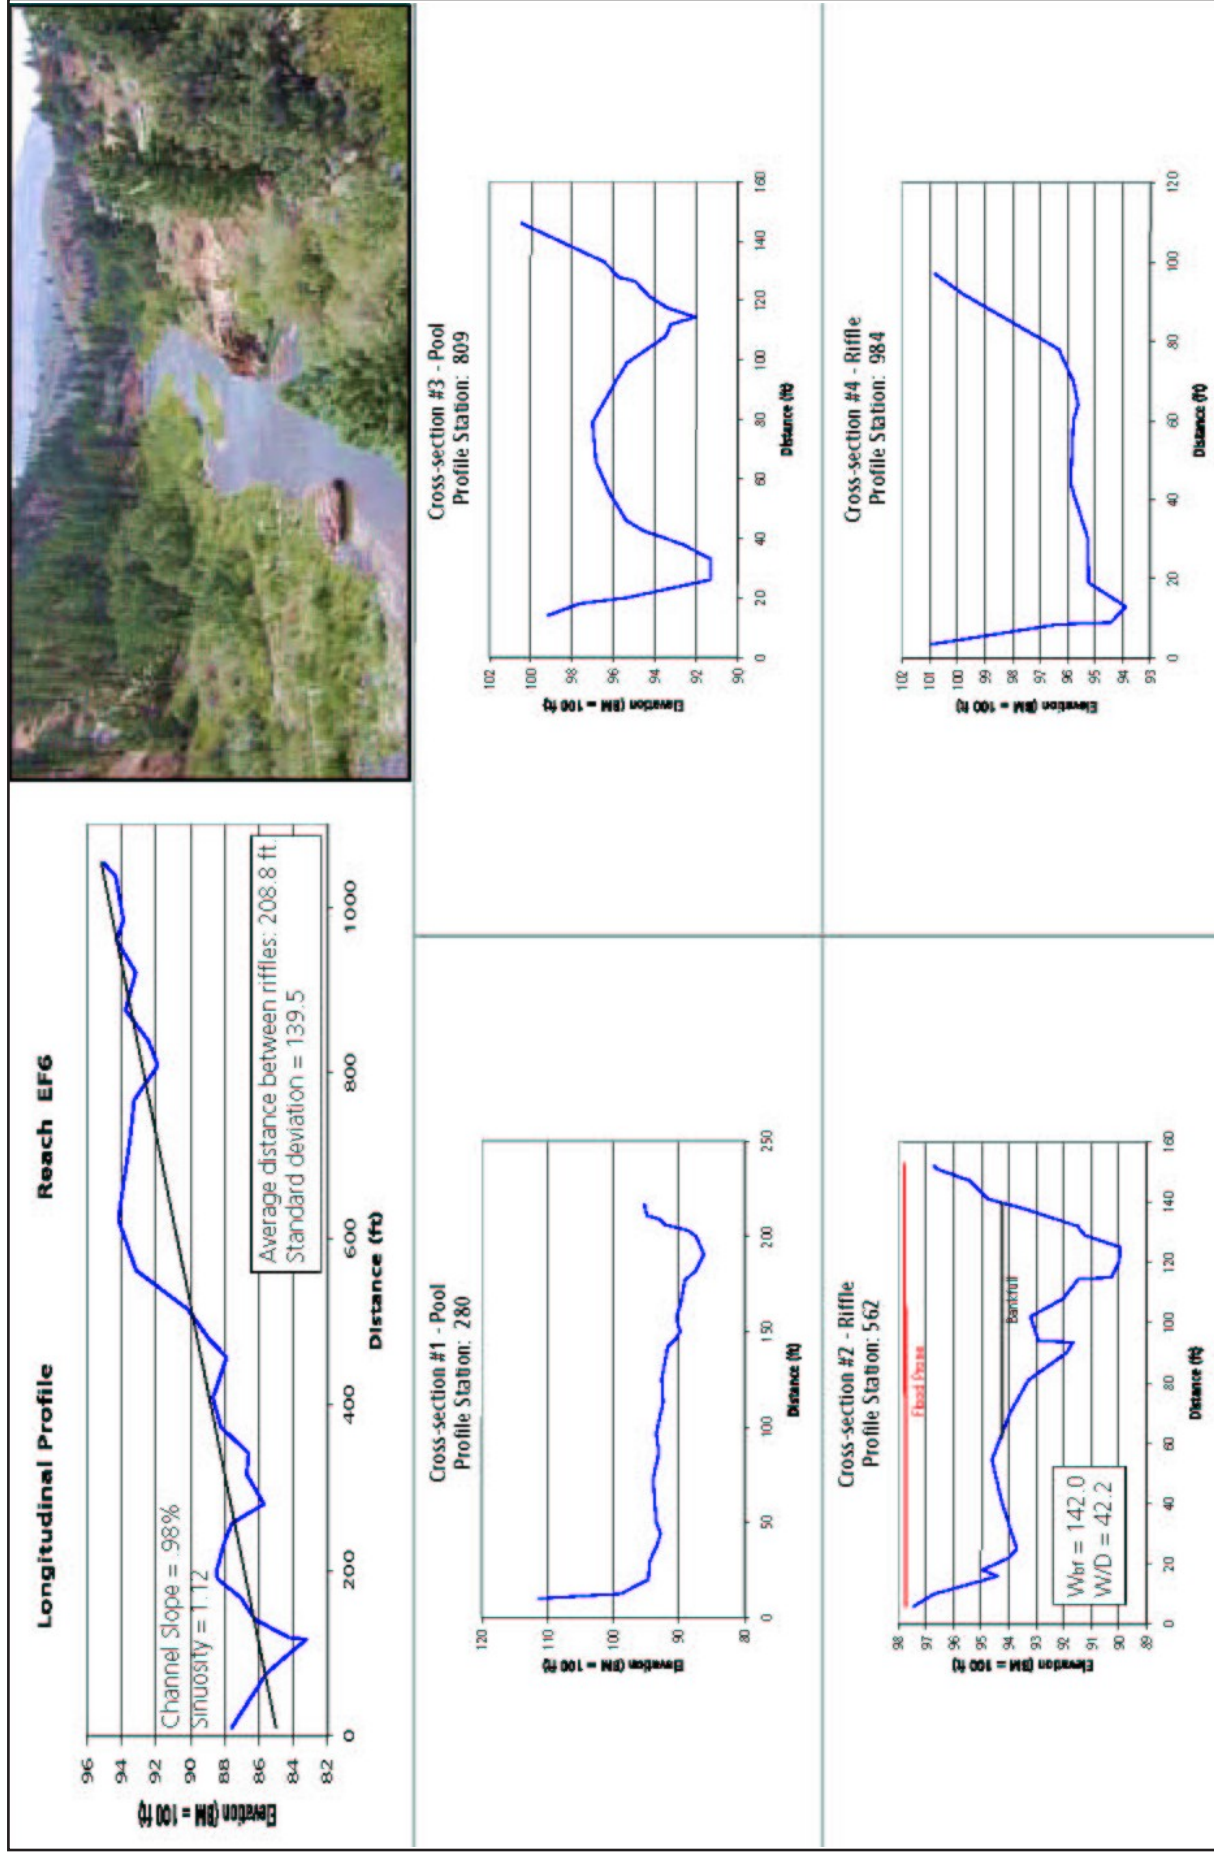 Longitudinal Profile Reach EF6
Channel Slope = .98%
Sinuosity = 1.12
Average distance between riffles: 208.8 ft.
Standard deviation = 139.5
Elevation (BM = 100 ft)
96
94
92
90
88
86
84
82
0 200 400 600 800 1000
Distance (ft)
Cross-section #1 - Pool
Profile Station: 280
Elevation (BM = 100 ft)
120
110
100
90
80
0 50 100 150 200 250
Distance (ft)
Cross-section #3 - Pool
Profile Station: 809
Elevation (BM = 100 ft)
102
100
98
96
94
92
90
0 20 40 60 80 100 120 140 160
Distance (ft)
Cross-section #2 - Riffle
Profile Station: 562
Elevation (BM = 100 ft)
98
97
96
95
94
93
92
91
90
89
Flood Prone
Bankfull
Wbf = 142.0
W/D = 42.2
0 20 40 60 80 100 120 140 160
Distance (ft)
Cross-section #4 - Riffle
Profile Station: 984
Elevation (BM = 100 ft)
102
101
100
99
98
97
96
95
94
93
0 20 40 60 80 100 120
Distance (ft)